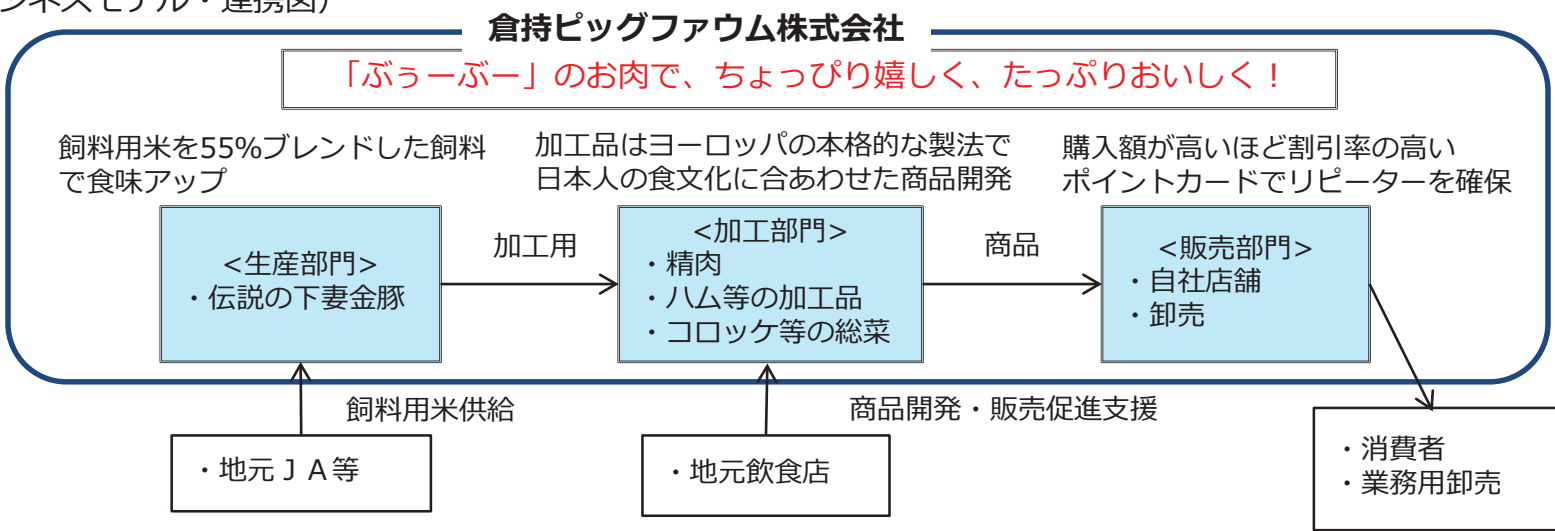 ンネスモデル・連携図）
倉持ピッグファウム株式会社
「ぶぅーぶー」のお肉で、ちょっぴり嬉しく、たっぷりおいしく！
飼料用米を55%ブレンドした飼料
で食味アップ
加工品はヨーロッパの本格的な製法で
日本人の食文化に合あわせた商品開発
購入額が高いほど割引率の高い
ポイントカードでリピーターを確保
<生産部門>
・伝説の下妻金豚
加工用
<加工部門>
・精肉
・ハム等の加工品
・コロッケ等の総菜
商品
<販売部門>
・自社店舗
・卸売
飼料用米供給
商品開発・販売促進支援
・地元ＪＡ等
・地元飲食店
・消費者
・業務用卸売